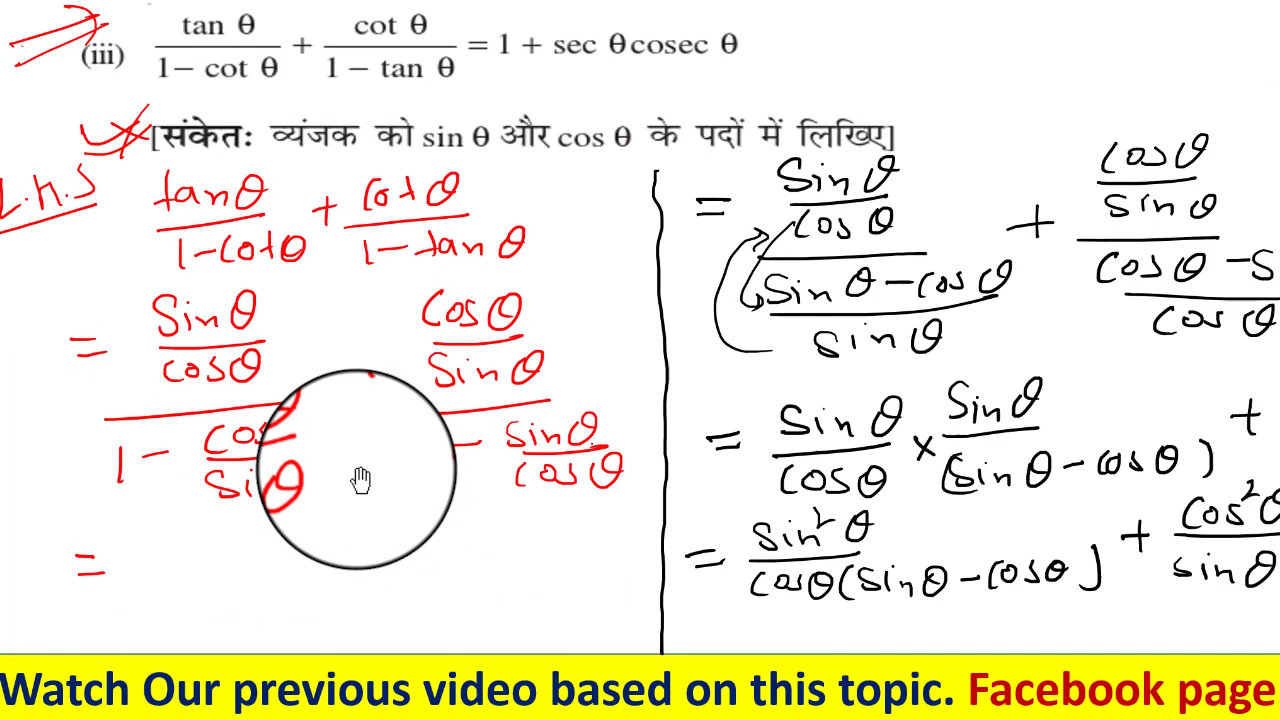 (iii) tan θ / 1− cot θ + cot θ / 1 − tan θ = 1 + sec θ cosec θ
[संकेतः व्यंजक को sin θ और cos θ के पदों में लिखिए]
L.H.S tanθ / 1−cotθ + cotθ / 1−tanθ
= Sinθ / cosθ / 1 − cos / sinθ cosθ / Sinθ / − sinθ / cosθ
=
= Sinθ / cosθ / Sinθ −cosθ / sinθ + cosθ / sinθ / cosθ −S / cosθ
= Sinθ / cosθ × Sinθ / (sinθ −cosθ) +
= Sin²θ / cosθ(sinθ −cosθ) + cos²θ / sinθ
Watch Our previous video based on this topic. Facebook page